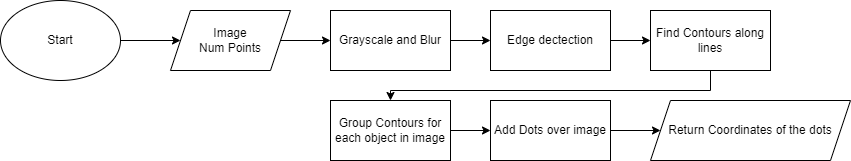 Start
Image
Num Points
Grayscale and Blur
Edge dectection
Find Contours along
lines
Group Contours for
each object in image
Add Dots over image
Return Coordinates of the dots